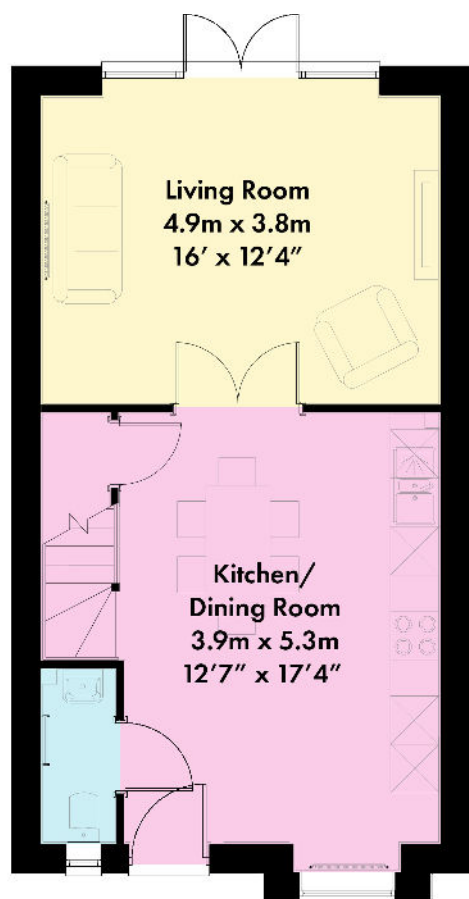 Living Room
4.9m x 3.8m
16’ x 12’4”
Kitchen/
Dining Room
3.9m x 5.3m
12’7” x 17’4”